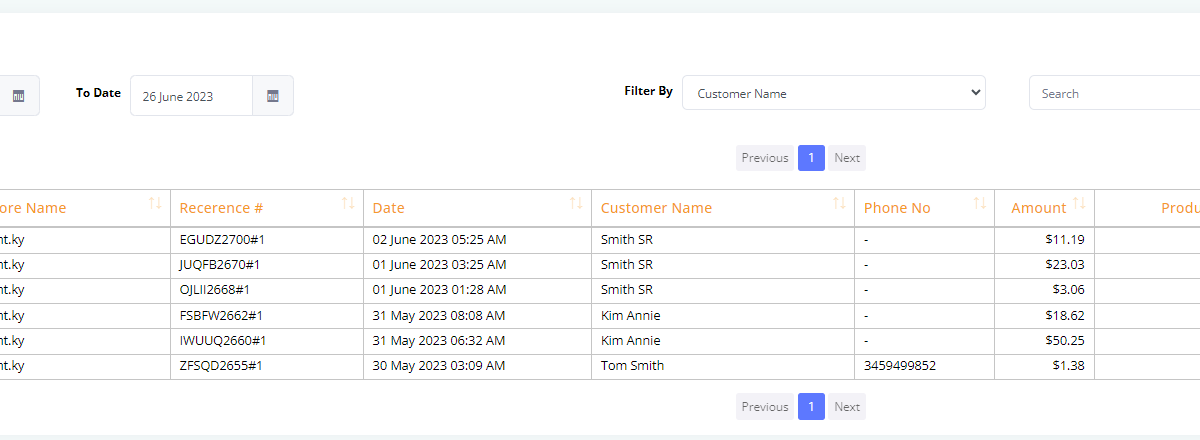 To Date 26 June 2023 Filter By Customer Name Search
Previous 1 Next
ore Name Recerence # Date Customer Name Phone No Amount Produ
nt.ky EGUDZ2700#1 02 June 2023 05:25 AM Smith SR - $11.19
nt.ky JUQFB2670#1 01 June 2023 03:25 AM Smith SR - $23.03
nt.ky OJLII2668#1 01 June 2023 01:28 AM Smith SR - $3.06
nt.ky FSBFW2662#1 31 May 2023 08:08 AM Kim Annie - $18.62
nt.ky IWUUQ2660#1 31 May 2023 06:32 AM Kim Annie - $50.25
nt.ky ZFSQD2655#1 30 May 2023 03:09 AM Tom Smith 3459499852 $1.38
Previous 1 Next